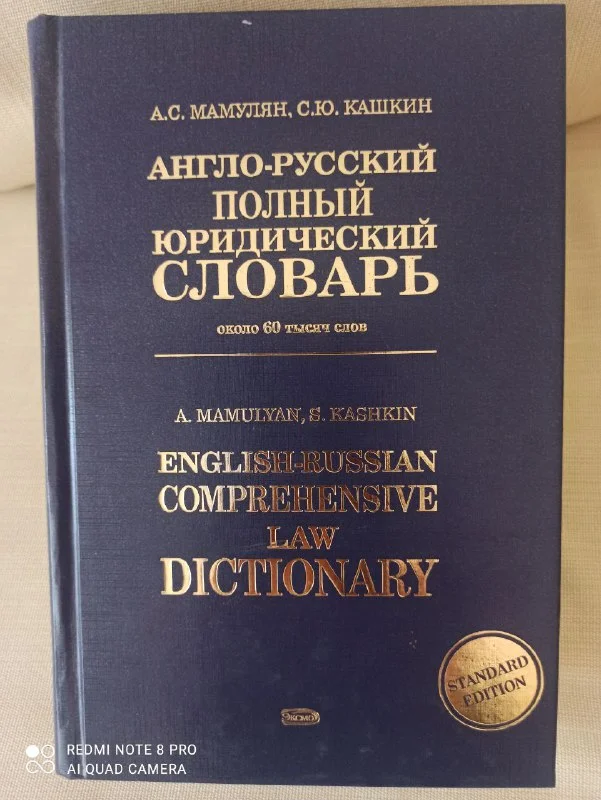 А.С. МАМУЛЯН, С.Ю. КАШКИН
АНГЛО-РУССКИЙ
ПОЛНЫЙ
ЮРИДИЧЕСКИЙ
СЛОВАРЬ
около 60 тысяч слов
A. MAMULYAN, S. KASHKIN
ENGLISH-RUSSIAN
COMPREHENSIVE
LAW
DICTIONARY
STANDARD
EDITION
ЭКСМО
REDMI NOTE 8 PRO
AI QUAD CAMERA